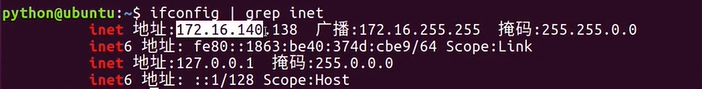 python@ubuntu:~$ ifconfig | grep inet
inet 地址:172.16.140.138 广播:172.16.255.255 掩码:255.255.0.0
inet6 地址: fe80::1863:be40:374d:cbe9/64 Scope:Link
inet 地址:127.0.0.1 掩码:255.0.0.0
inet6 地址: ::1/128 Scope:Host